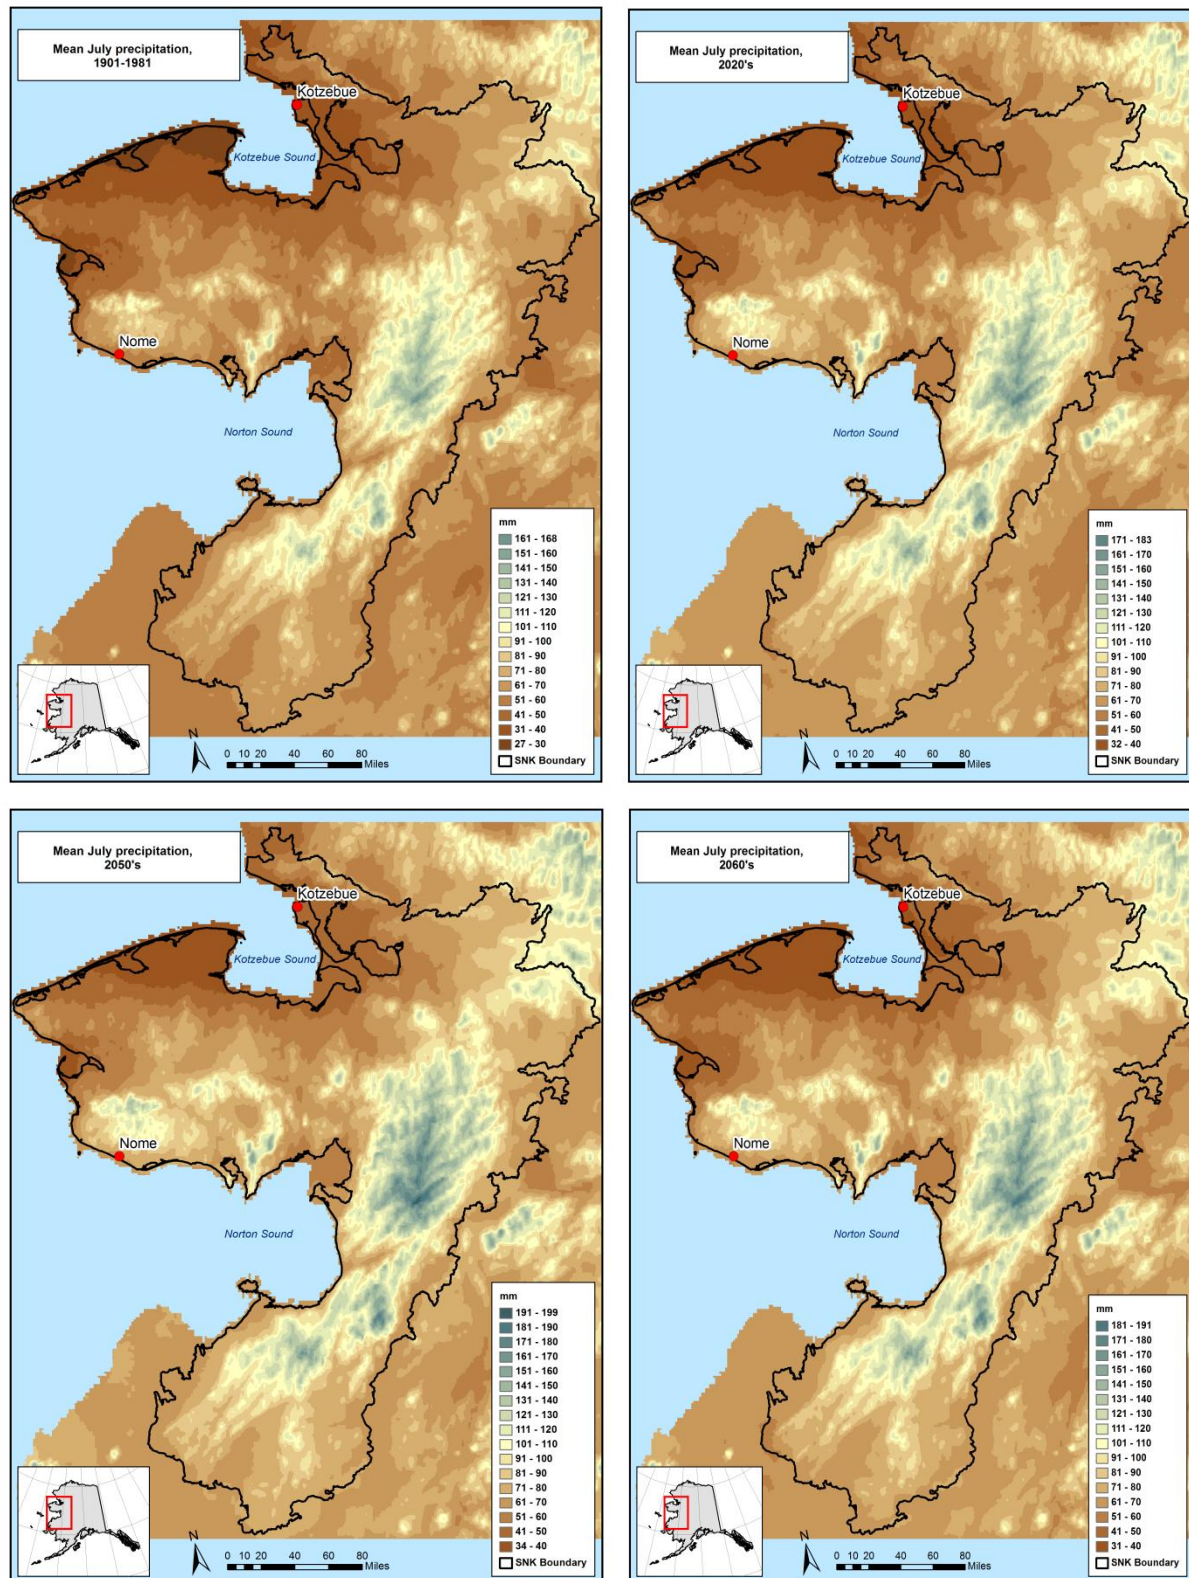 Mean July precipitation,
1901-1981
Kotzebue
Kotzebue Sound
Nome
Norton Sound
mm
161 - 168
151 - 160
141 - 150
131 - 140
121 - 130
111 - 120
101 - 110
91 - 100
81 - 90
71 - 80
61 - 70
51 - 60
41 - 50
31 - 40
27 - 30
SNK Boundary
N
0 10 20 40 60 80
Miles
Mean July precipitation,
2020's
Kotzebue
Kotzebue Sound
Nome
Norton Sound
mm
171 - 183
161 - 170
151 - 160
141 - 150
131 - 140
121 - 130
111 - 120
101 - 110
91 - 100
81 - 90
71 - 80
61 - 70
51 - 60
41 - 50
32 - 40
SNK Boundary
N
0 10 20 40 60 80
Miles
Mean July precipitation,
2050's
Kotzebue
Kotzebue Sound
Nome
Norton Sound
mm
191 - 199
181 - 190
171 - 180
161 - 170
151 - 160
141 - 150
131 - 140
121 - 130
111 - 120
101 - 110
91 - 100
81 - 90
71 - 80
61 - 70
51 - 60
41 - 50
34 - 40
SNK Boundary
N
0 10 20 40 60 80
Miles
Mean July precipitation,
2060's
Kotzebue
Kotzebue Sound
Nome
Norton Sound
mm
181 - 191
171 - 180
161 - 170
151 - 160
141 - 150
131 - 140
121 - 130
111 - 120
101 - 110
91 - 100
81 - 90
71 - 80
61 - 70
51 - 60
41 - 50
31 - 40
SNK Boundary
N
0 10 20 40 60 80
Miles